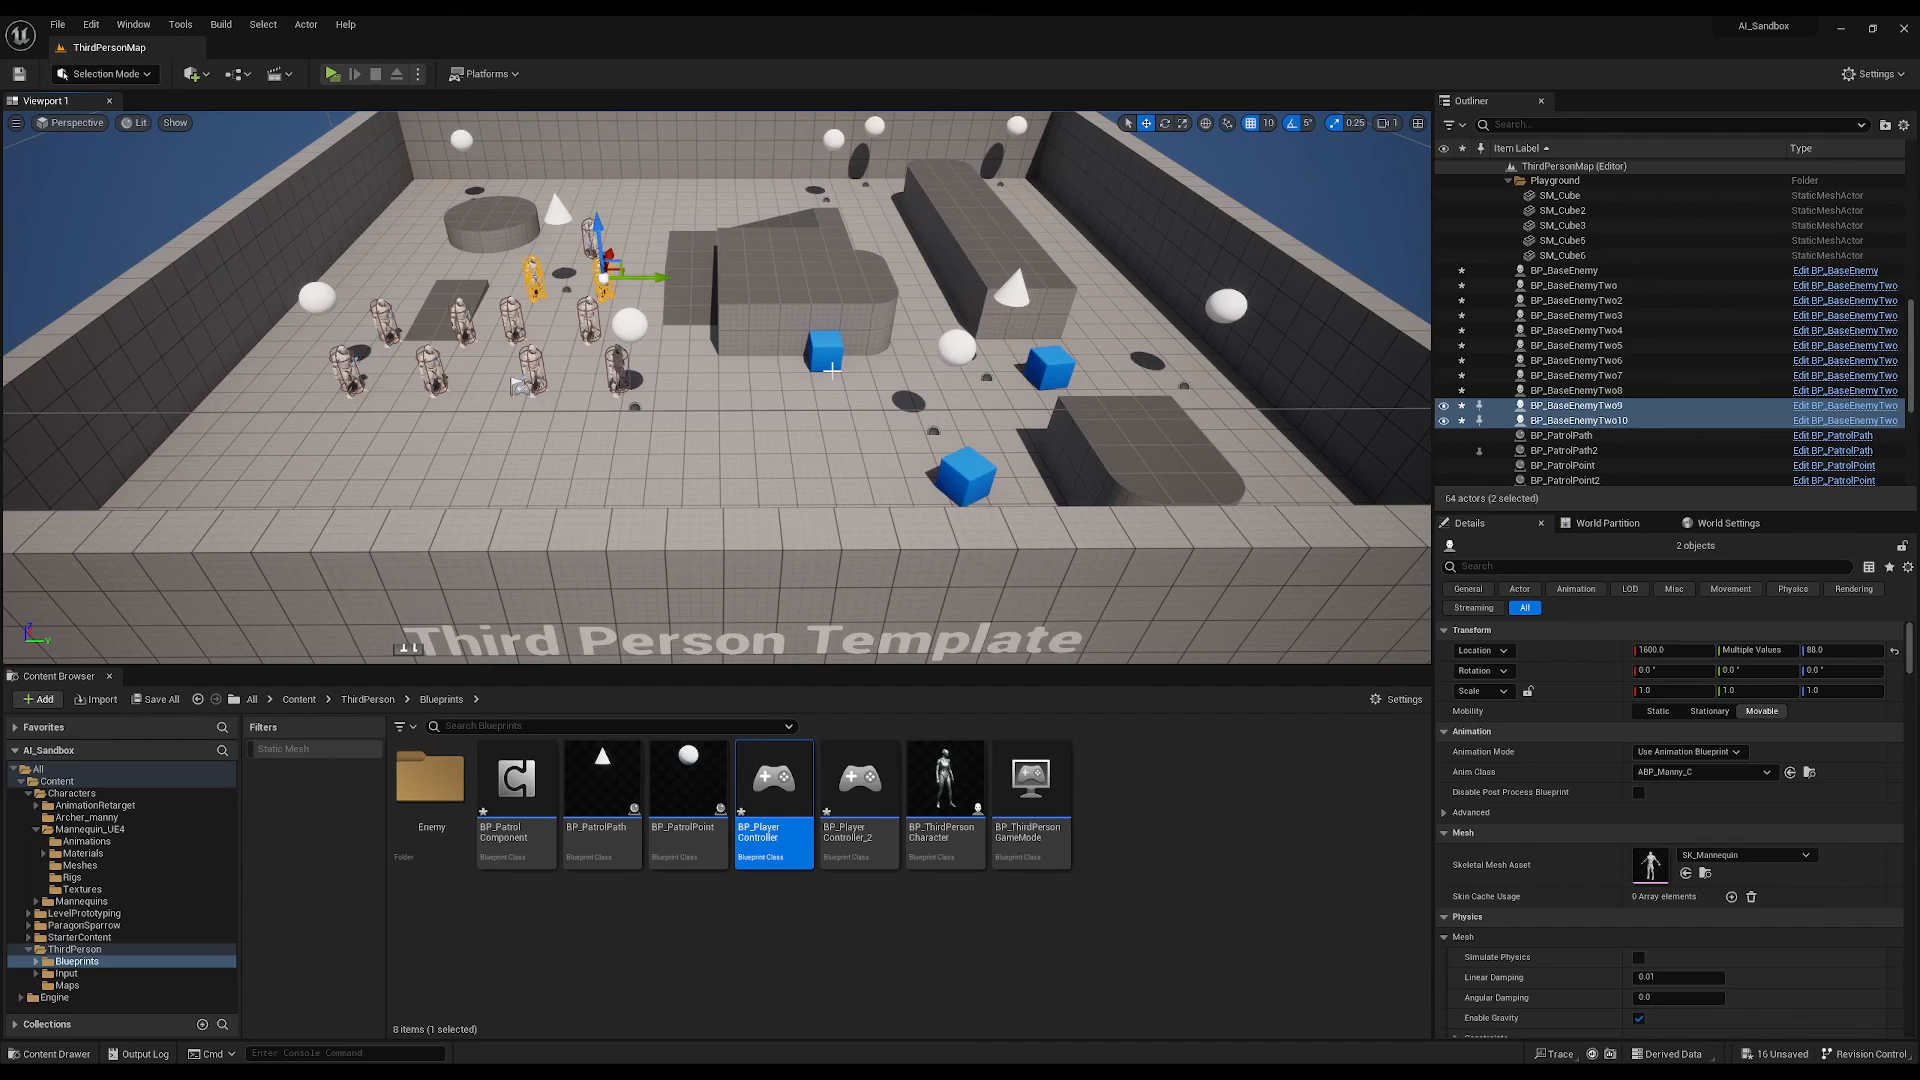 File Edit Window Tools Build Select Actor Help
AI_Sandbox
ThirdPersonMap
Selection Mode
Platforms
Settings
Viewport 1
Perspective Lit Show
10 5° 0.25 1
Third Person Template
Outliner
Search...
Item Label Type
ThirdPersonMap (Editor)
Playground Folder
SM_Cube StaticMeshActor
SM_Cube2 StaticMeshActor
SM_Cube3 StaticMeshActor
SM_Cube5 StaticMeshActor
SM_Cube6 StaticMeshActor
BP_BaseEnemy Edit BP_BaseEnemy
BP_BaseEnemyTwo Edit BP_BaseEnemyTwo
BP_BaseEnemyTwo2 Edit BP_BaseEnemyTwo
BP_BaseEnemyTwo3 Edit BP_BaseEnemyTwo
BP_BaseEnemyTwo4 Edit BP_BaseEnemyTwo
BP_BaseEnemyTwo5 Edit BP_BaseEnemyTwo
BP_BaseEnemyTwo6 Edit BP_BaseEnemyTwo
BP_BaseEnemyTwo7 Edit BP_BaseEnemyTwo
BP_BaseEnemyTwo8 Edit BP_BaseEnemyTwo
BP_BaseEnemyTwo9 Edit BP_BaseEnemyTwo
BP_BaseEnemyTwo10 Edit BP_BaseEnemyTwo
BP_PatrolPath Edit BP_PatrolPath
BP_PatrolPath2 Edit BP_PatrolPath
BP_PatrolPoint Edit BP_PatrolPoint
BP_PatrolPoint2 Edit BP_PatrolPoint
64 actors (2 selected)
Details World Partition World Settings
2 objects
Search
General Actor Animation LOD Misc Movement Physics Rendering
Streaming All
Transform
Location 1600.0 Multiple Values 88.0
Rotation 0.0 ° 0.0 ° 0.0 °
Scale 1.0 1.0 1.0
Mobility Static Stationary Movable
Animation
Animation Mode Use Animation Blueprint
Anim Class ABP_Manny_C
Disable Post Process Blueprint
Advanced
Mesh
Skeletal Mesh Asset SK_Mannequin
Skin Cache Usage 0 Array elements
Physics
Mesh
Simulate Physics
Linear Damping 0.01
Angular Damping 0.0
Enable Gravity
Constraints
Content Browser
Add Import Save All All Content ThirdPerson Blueprints Settings
Favorites
AI_Sandbox
All
Content
Characters
AnimationRetarget
Archer_manny
Mannequin_UE4
Animations
Materials
Meshes
Rigs
Textures
Mannequins
LevelPrototyping
ParagonSparrow
StarterContent
ThirdPerson
Blueprints
Input
Maps
Engine
Collections
Filters
Static Mesh
Search Blueprints
Enemy
Folder
BP_Patrol
Component
Blueprint Class
BP_PatrolPath
Blueprint Class
BP_PatrolPoint
Blueprint Class
BP_Player
Controller
Blueprint Class
BP_Player
Controller_2
Blueprint Class
BP_ThirdPerson
Character
Blueprint Class
BP_ThirdPerson
GameMode
Blueprint Class
8 items (1 selected)
Content Drawer Output Log Cmd Enter Console Command Trace Derived Data 16 Unsaved Revision Control